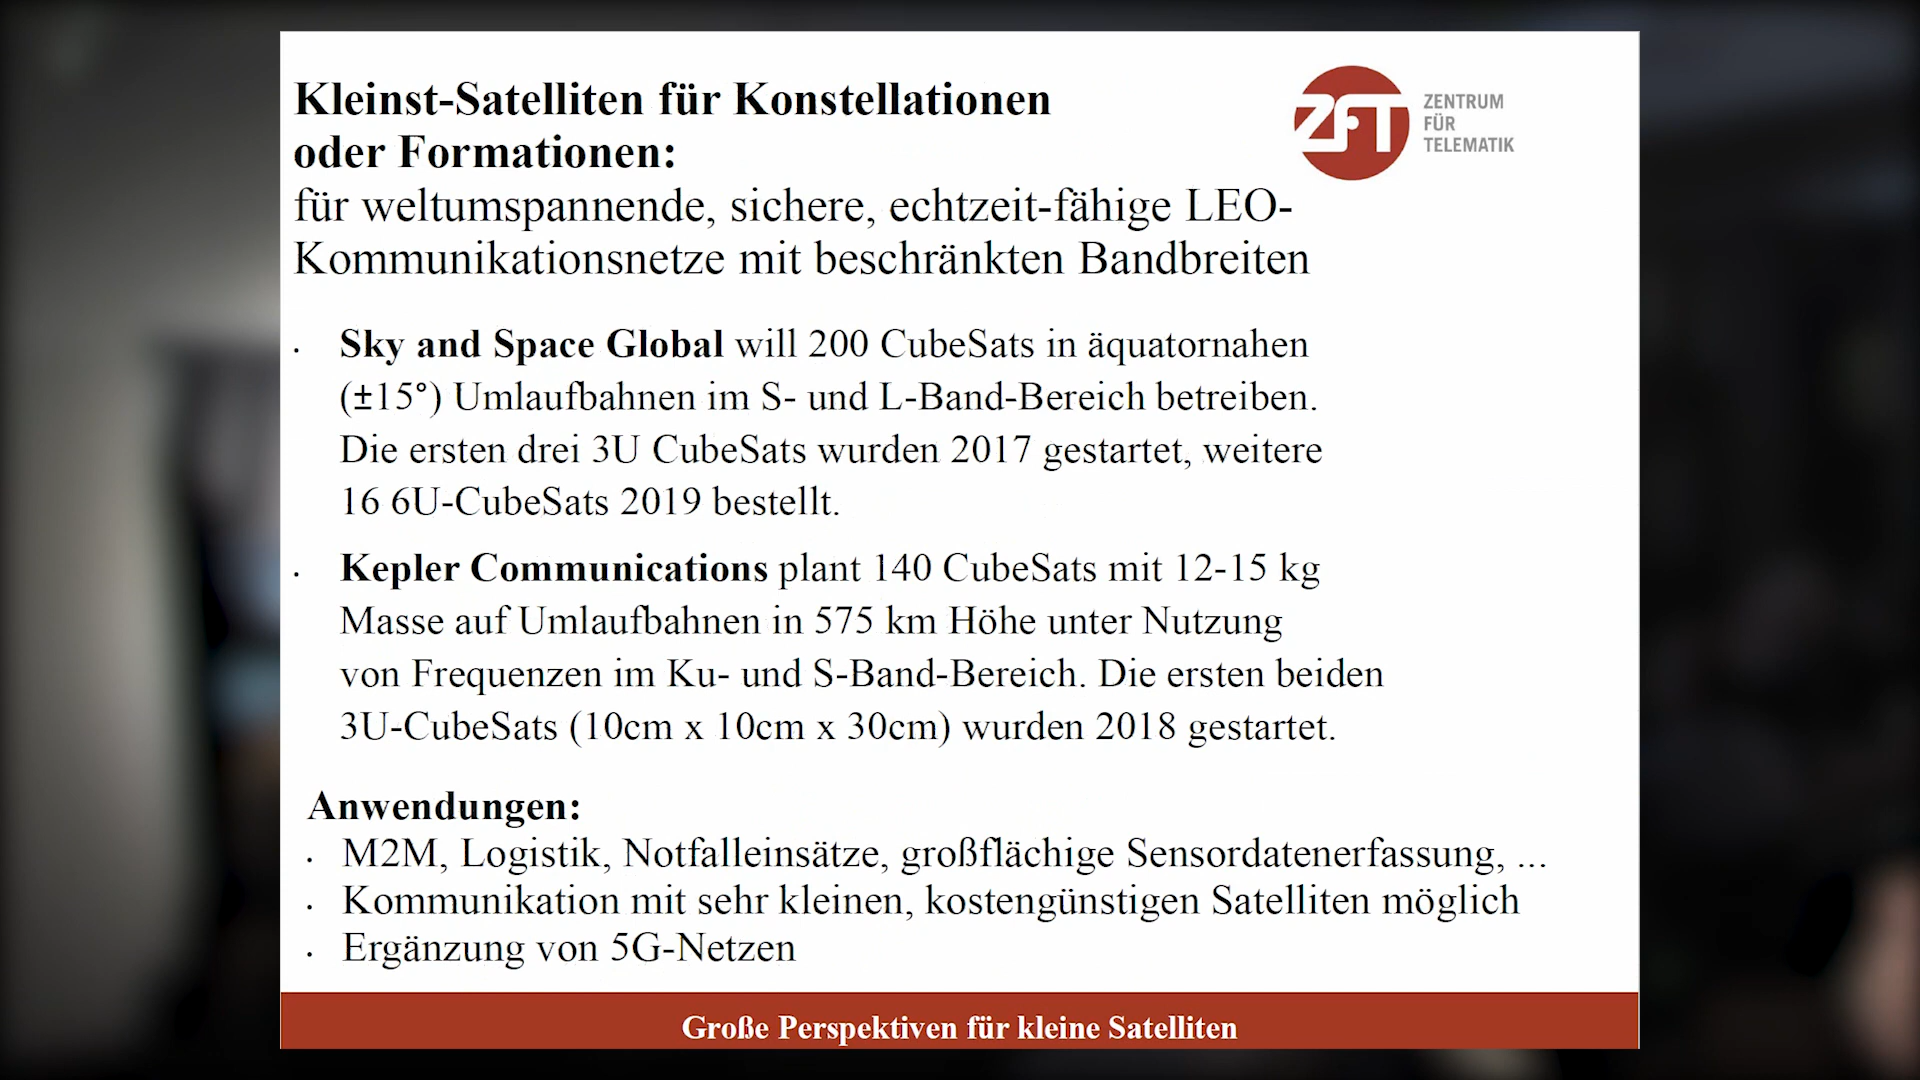 Kleinst-Satelliten für Konstellationen
oder Formationen:
für weltumspannende, sichere, echtzeit-fähige LEO-
Kommunikationsnetze mit beschränkten Bandbreiten
ZFT
ZENTRUM
FÜR
TELEMATIK
· Sky and Space Global will 200 CubeSats in äquatornahen
(±15°) Umlaufbahnen im S- und L-Band-Bereich betreiben.
Die ersten drei 3U CubeSats wurden 2017 gestartet, weitere
16 6U-CubeSats 2019 bestellt.
· Kepler Communications plant 140 CubeSats mit 12-15 kg
Masse auf Umlaufbahnen in 575 km Höhe unter Nutzung
von Frequenzen im Ku- und S-Band-Bereich. Die ersten beiden
3U-CubeSats (10cm x 10cm x 30cm) wurden 2018 gestartet.
Anwendungen:
· M2M, Logistik, Notfalleinsätze, großflächige Sensordatenerfassung, ...
· Kommunikation mit sehr kleinen, kostengünstigen Satelliten möglich
· Ergänzung von 5G-Netzen
Große Perspektiven für kleine Satelliten